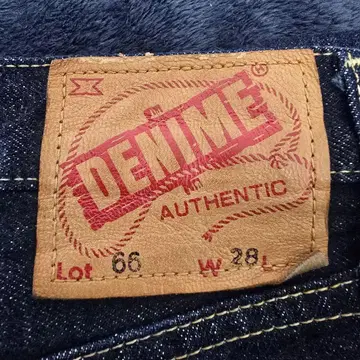 DENIME
®
AUTHENTIC
Lot 66 W 28 L